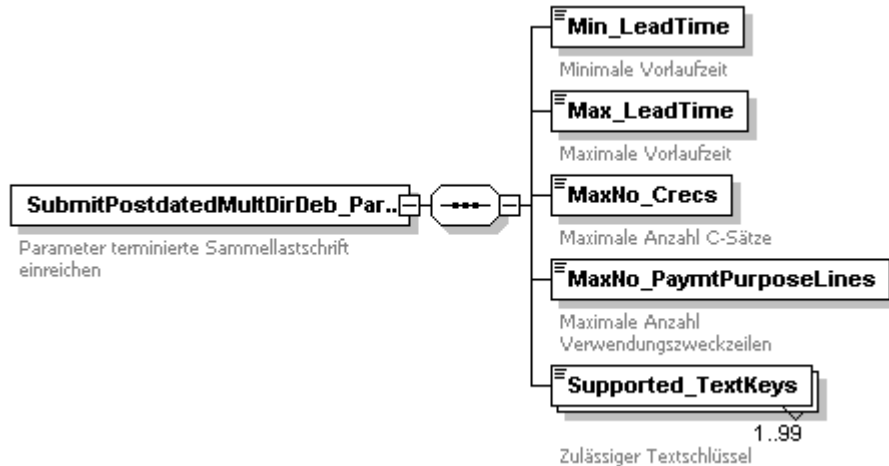 Min_LeadTime
Minimale Vorlaufzeit
Max_LeadTime
Maximale Vorlaufzeit
SubmitPostdatedMultDirDeb_Par..
Parameter terminierte Sammellastschrift
einreichen
MaxNo_Crecs
Maximale Anzahl C-Sätze
MaxNo_PaymtPurposeLines
Maximale Anzahl
Verwendungszweckzeilen
Supported_TextKeys
1..99
Zulässiger Textschlüssel